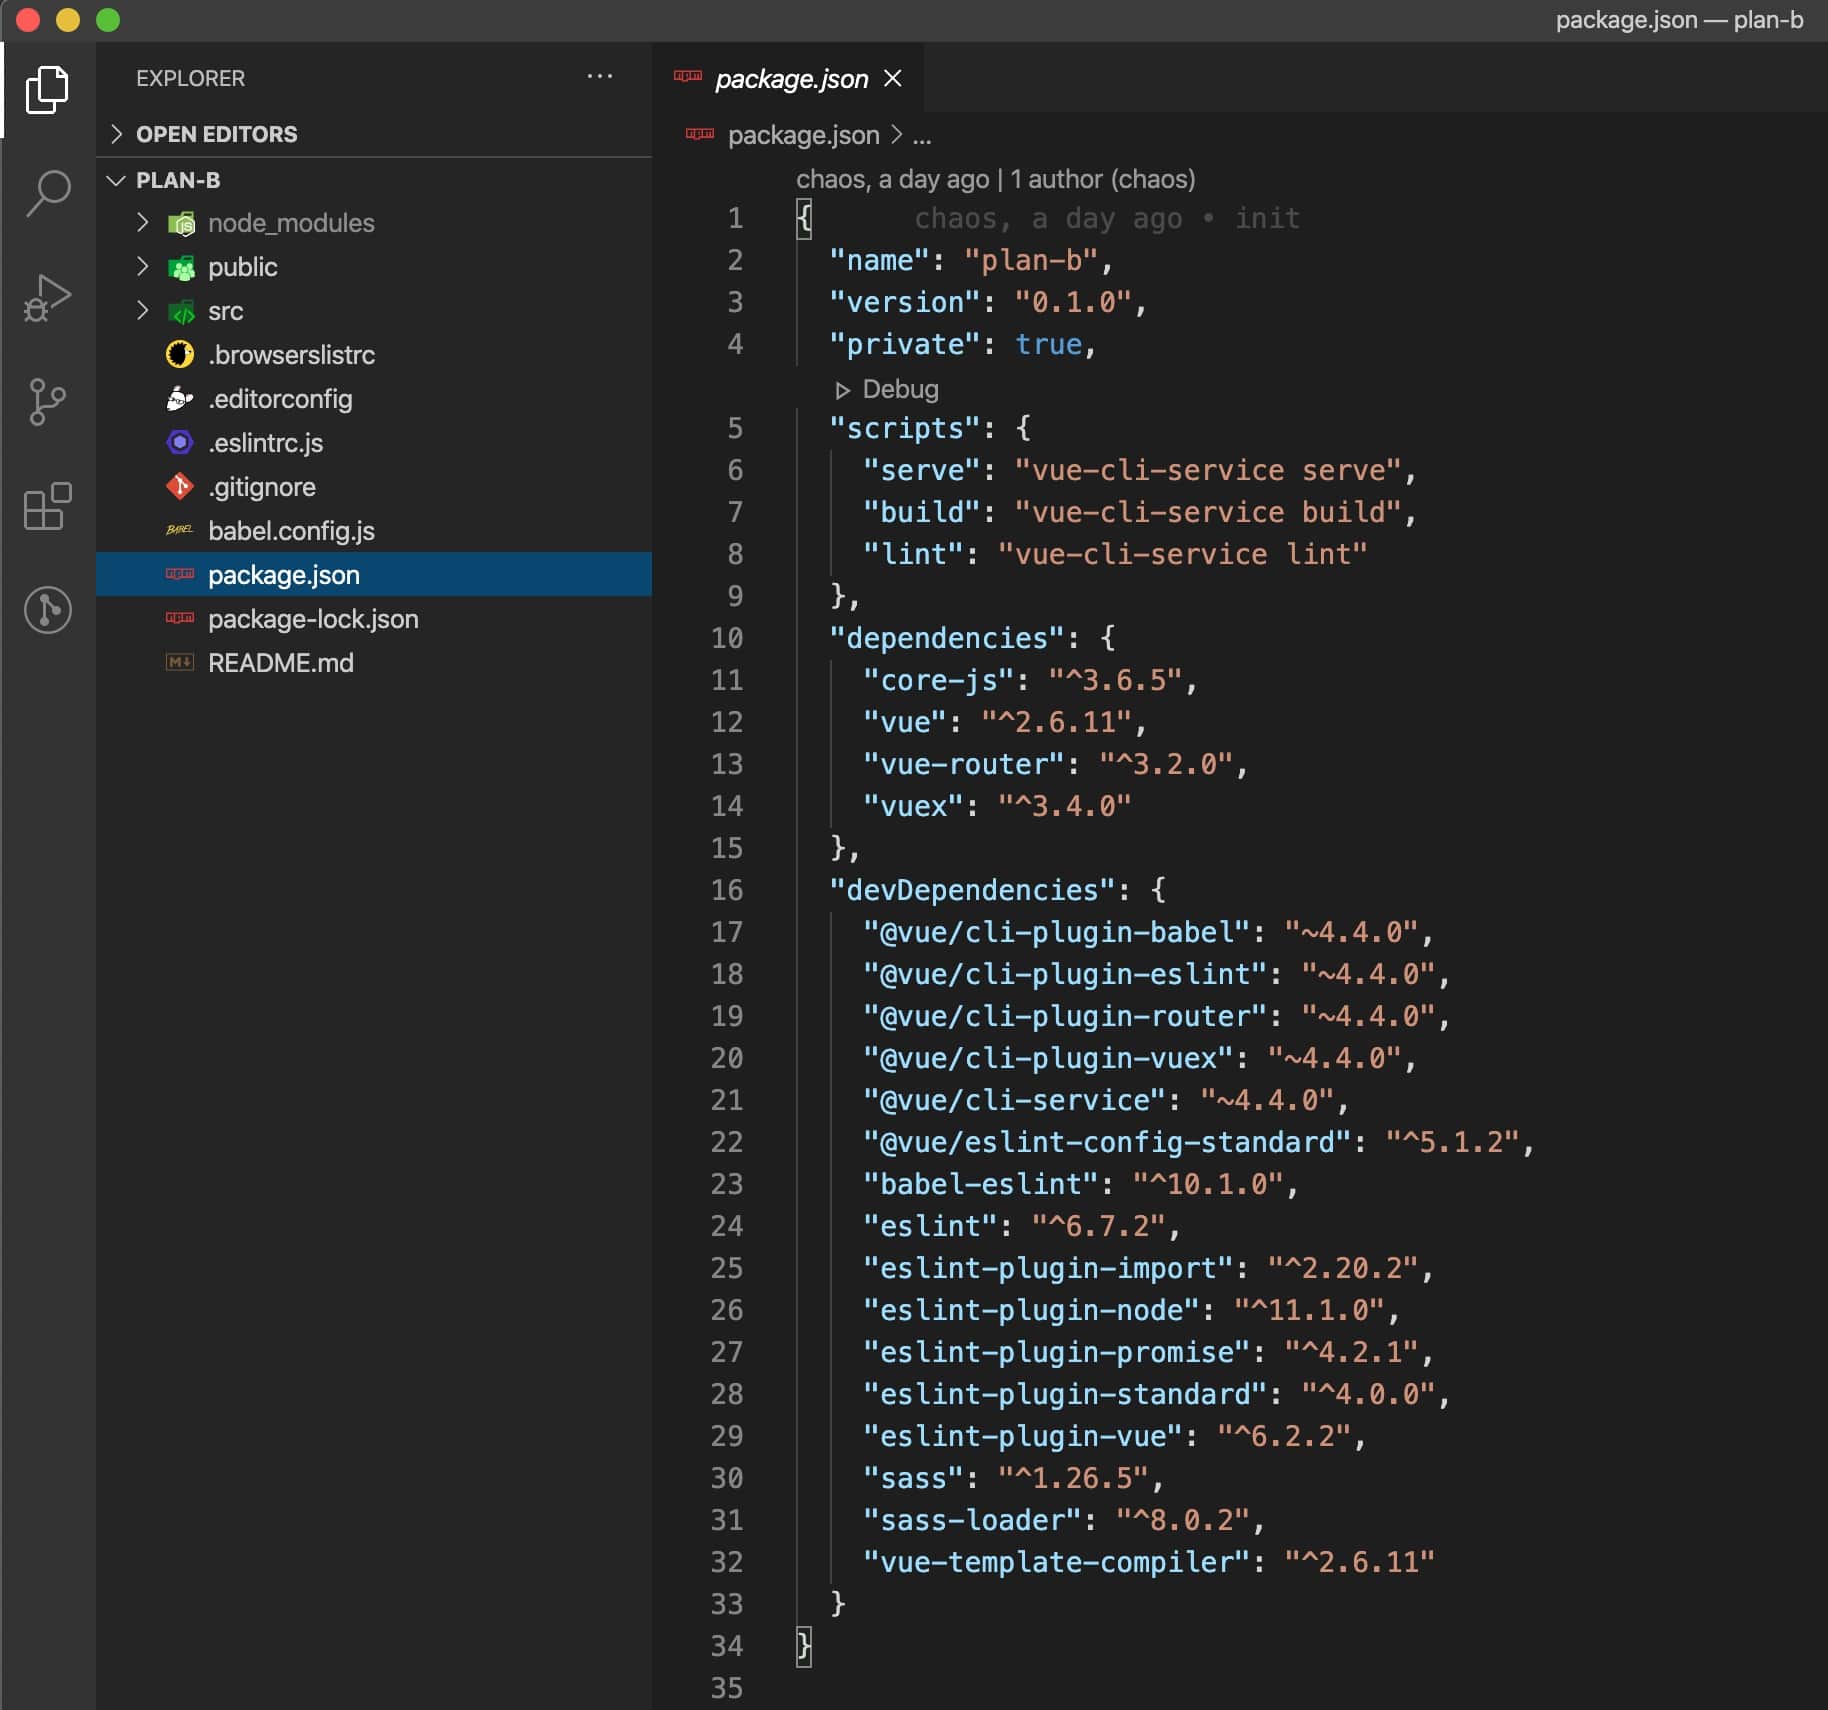 package.json — plan-b
EXPLORER
OPEN EDITORS
PLAN-B
node_modules
public
src
.browserslistrc
.editorconfig
.eslintrc.js
.gitignore
babel.config.js
package.json
package-lock.json
README.md
package.json
package.json > ...
chaos, a day ago | 1 author (chaos)
1 { chaos, a day ago • init
2 "name": "plan-b",
3 "version": "0.1.0",
4 "private": true,
Debug
5 "scripts": {
6 "serve": "vue-cli-service serve",
7 "build": "vue-cli-service build",
8 "lint": "vue-cli-service lint"
9 },
10 "dependencies": {
11 "core-js": "^3.6.5",
12 "vue": "^2.6.11",
13 "vue-router": "^3.2.0",
14 "vuex": "^3.4.0"
15 },
16 "devDependencies": {
17 "@vue/cli-plugin-babel": "~4.4.0",
18 "@vue/cli-plugin-eslint": "~4.4.0",
19 "@vue/cli-plugin-router": "~4.4.0",
20 "@vue/cli-plugin-vuex": "~4.4.0",
21 "@vue/cli-service": "~4.4.0",
22 "@vue/eslint-config-standard": "^5.1.2",
23 "babel-eslint": "^10.1.0",
24 "eslint": "^6.7.2",
25 "eslint-plugin-import": "^2.20.2",
26 "eslint-plugin-node": "^11.1.0",
27 "eslint-plugin-promise": "^4.2.1",
28 "eslint-plugin-standard": "^4.0.0",
29 "eslint-plugin-vue": "^6.2.2",
30 "sass": "^1.26.5",
31 "sass-loader": "^8.0.2",
32 "vue-template-compiler": "^2.6.11"
33 }
34 }
35